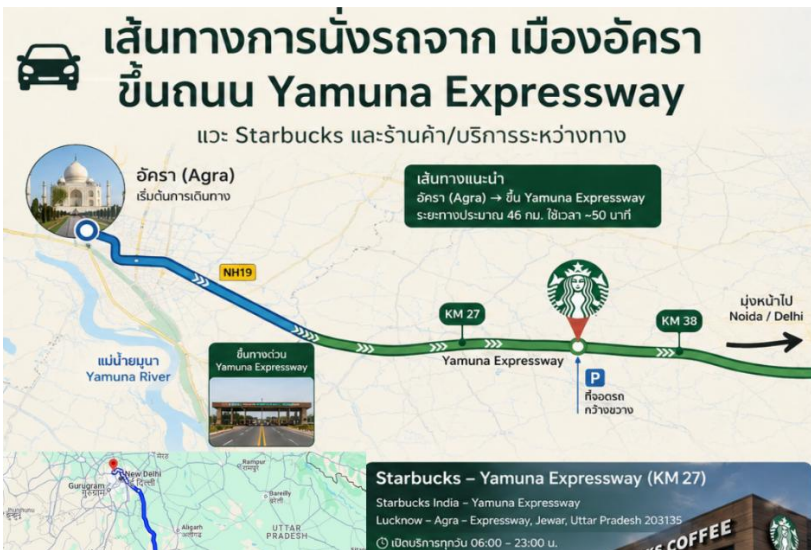 เส้นทางการนั่งรถจาก เมืองอัครา
ขึ้นถนน Yamuna Expressway
แวะ Starbucks และร้านค้า/บริการระหว่างทาง
อัครา (Agra)
เริ่มต้นการเดินทาง
เส้นทางแนะนำ
อัครา (Agra) → ขึ้น Yamuna Expressway
ระยะทางประมาณ 46 กม. ใช้เวลา ~50 นาที
NH19
KM 27
KM 38
มุ่งหน้าไป
Noida / Delhi
แม่น้ำยมูนา
Yamuna River
ขึ้นทางด่วน
Yamuna Expressway
Yamuna Expressway
P
ที่จอดรถ
กว้างขวาง
New Delhi
Gurugram
गुरुग्राम
Rampur
Bareilly
Aligarh
UTTAR
PRADESH
Starbucks – Yamuna Expressway (KM 27)
Starbucks India – Yamuna Expressway
Lucknow – Agra – Expressway, Jewar, Uttar Pradesh 203135
เปิดบริการทุกวัน 06:00 – 23:00 น.
COFFEE